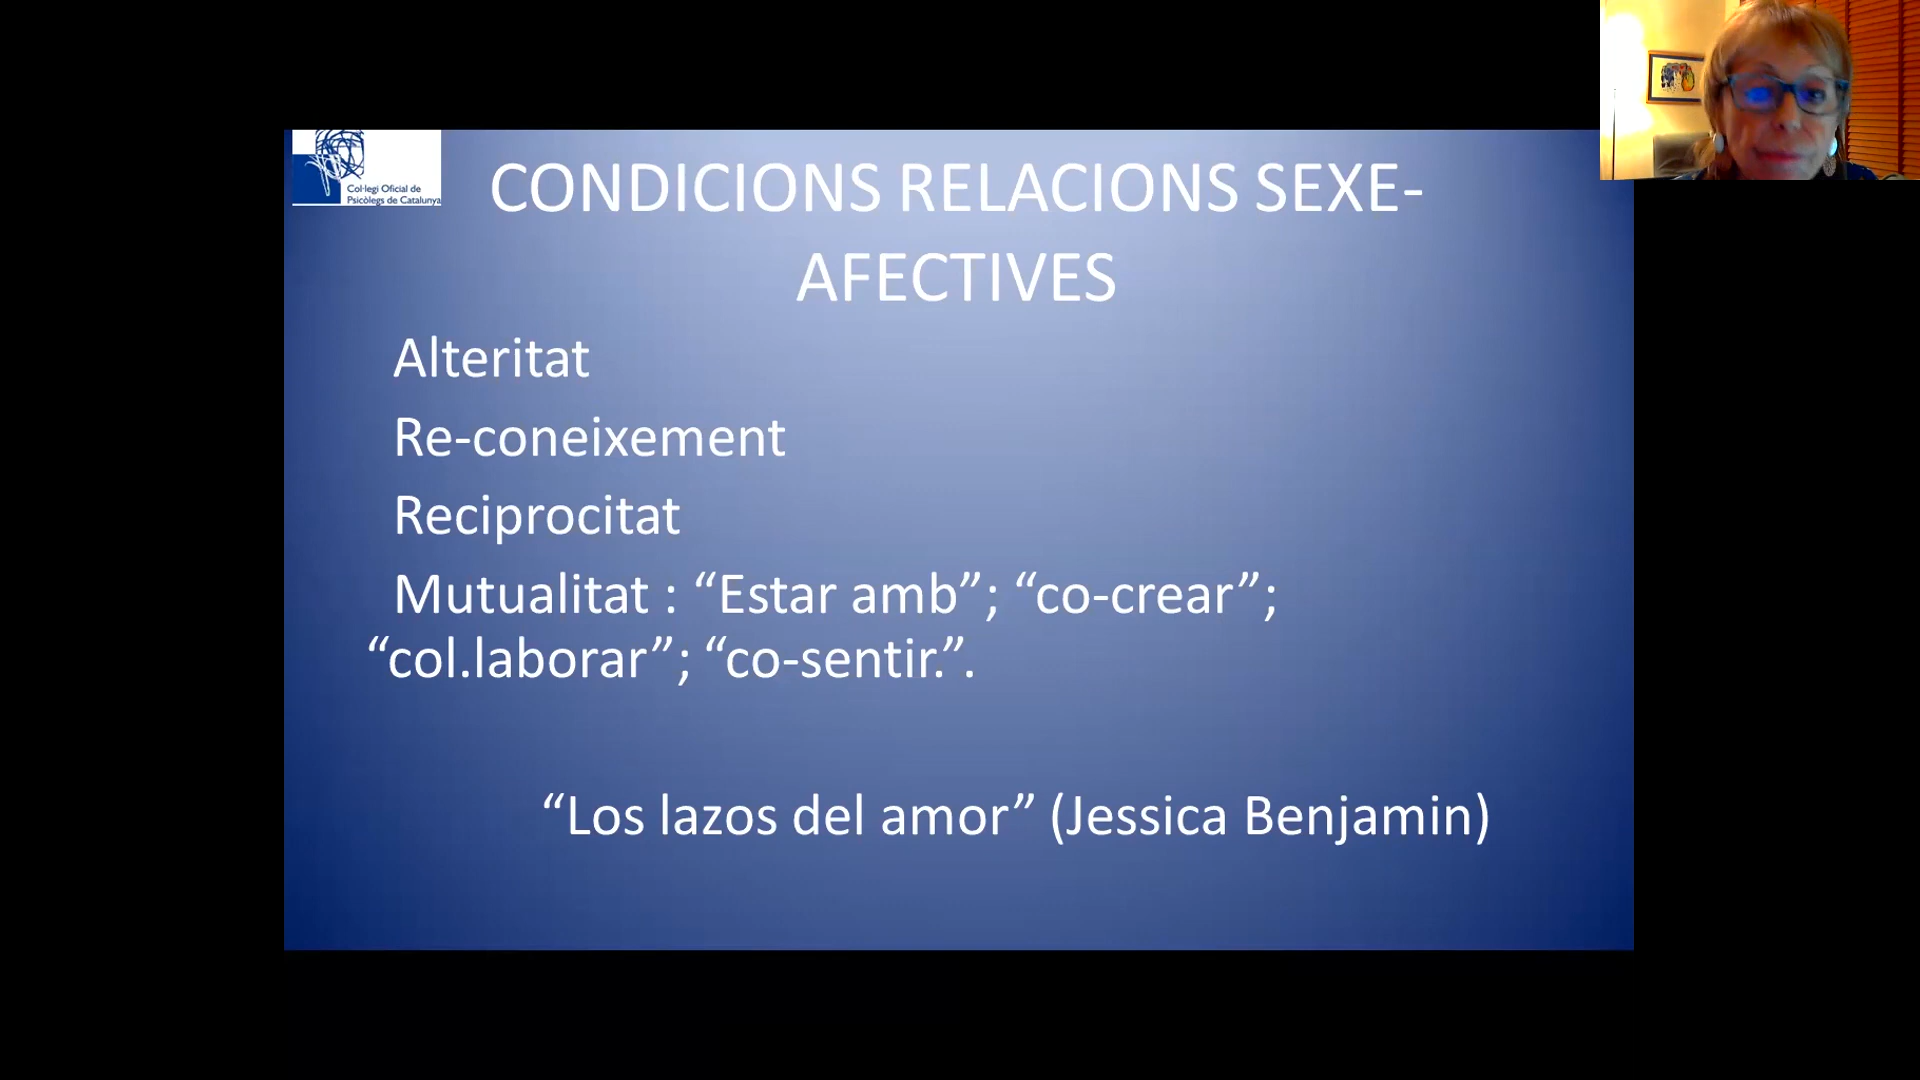 Col·legi Oficial de
Psicòlegs de Catalunya
CONDICIONS RELACIONS SEXE-
AFECTIVES
Alteritat
Re-coneixement
Reciprocitat
Mutualitat : “Estar amb”; “co-crear”;
“col.laborar”; “co-sentir.”.
“Los lazos del amor” (Jessica Benjamin)